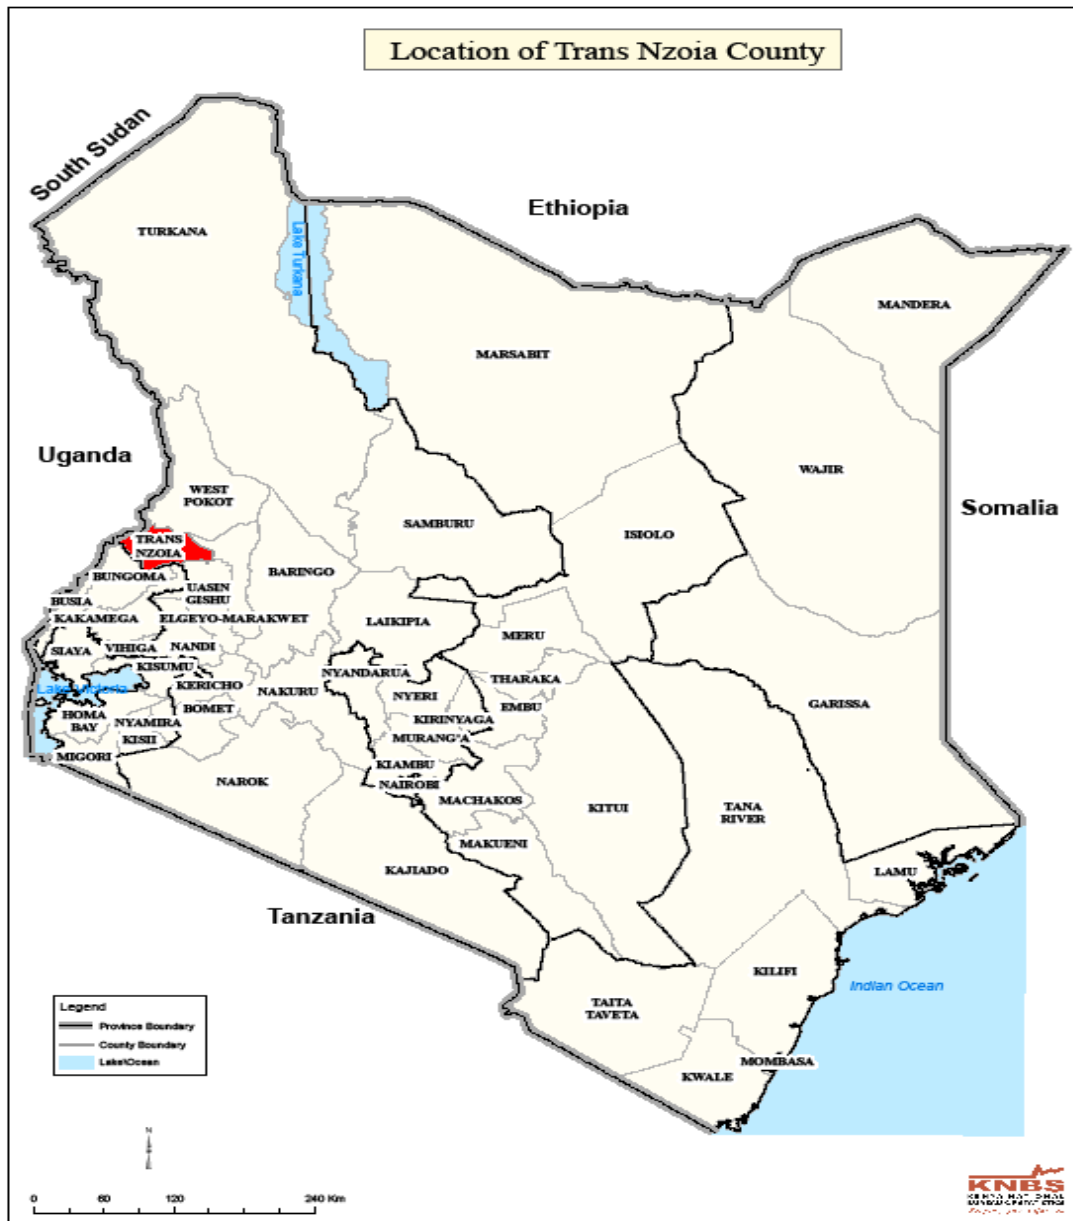 Location of Trans Nzoia County
South Sudan
Ethiopia
TURKANA
Lake Turkana
MANDERA
MARSABIT
Uganda
WAJIR
WEST
POKOT
Somalia
SAMBURU
ISIOLO
TRANS
NZOIA
BARINGO
BUNGOMA
UASIN
GISHU
BUSIA
KAKAMEGA
ELGEYO-MARAKWET
LAIKIPIA
MERU
SIAYA
VIHIGA
NANDI
KISUMU
NYANDARUA
THARAKA
Lake Victoria
KERICHO
NAKURU
NYERI
EMBU
GARISSA
BOMET
HOMA
BAY
NYAMIRA
KIRINYAGA
KISII
MURANG'A
MIGORI
KIAMBU
NAROK
NAIROBI
MACHAKOS
KITUI
TANA
RIVER
MAKUENI
KAJIADO
LAMU
Tanzania
KILIFI
Indian Ocean
TAITA
TAVETA
MOMBASA
KWALE
Legend
Province Boundary
County Boundary
Lake\Ocean
N
0 60 120 240 Km
KNBS